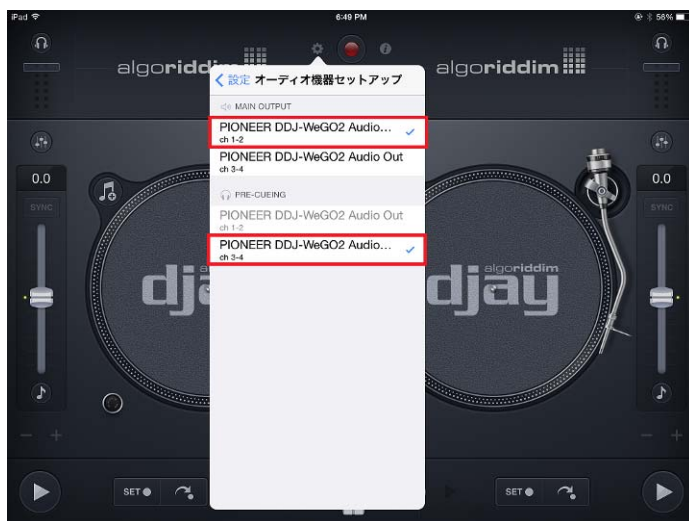 iPad
6:49 PM
56%
algoriddim
algoriddim
設定 オーディオ機器セットアップ
MAIN OUTPUT
PIONEER DDJ-WeGO2 Audio...
ch 1-2
PIONEER DDJ-WeGO2 Audio Out
ch 3-4
PRE-CUEING
PIONEER DDJ-WeGO2 Audio Out
ch 1-2
PIONEER DDJ-WeGO2 Audio...
ch 3-4
0.0
0.0
SYNC
SYNC
algoriddim
djay
SET
SET